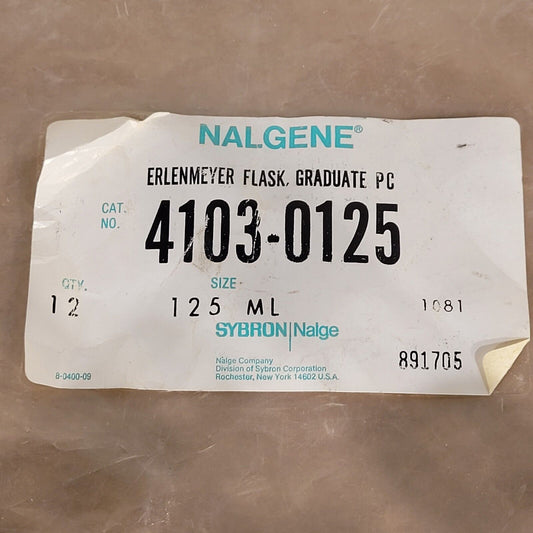 NALGENE®
ERLENMEYER FLASK, GRADUATE PC
CAT. NO. 4103-0125
QTY. SIZE
12 125 ML 1081
SYBRON|Nalge
891705
Nalge Company
Division of Sybron Corporation
8-0400-09 Rochester, New York 14602 U.S.A.